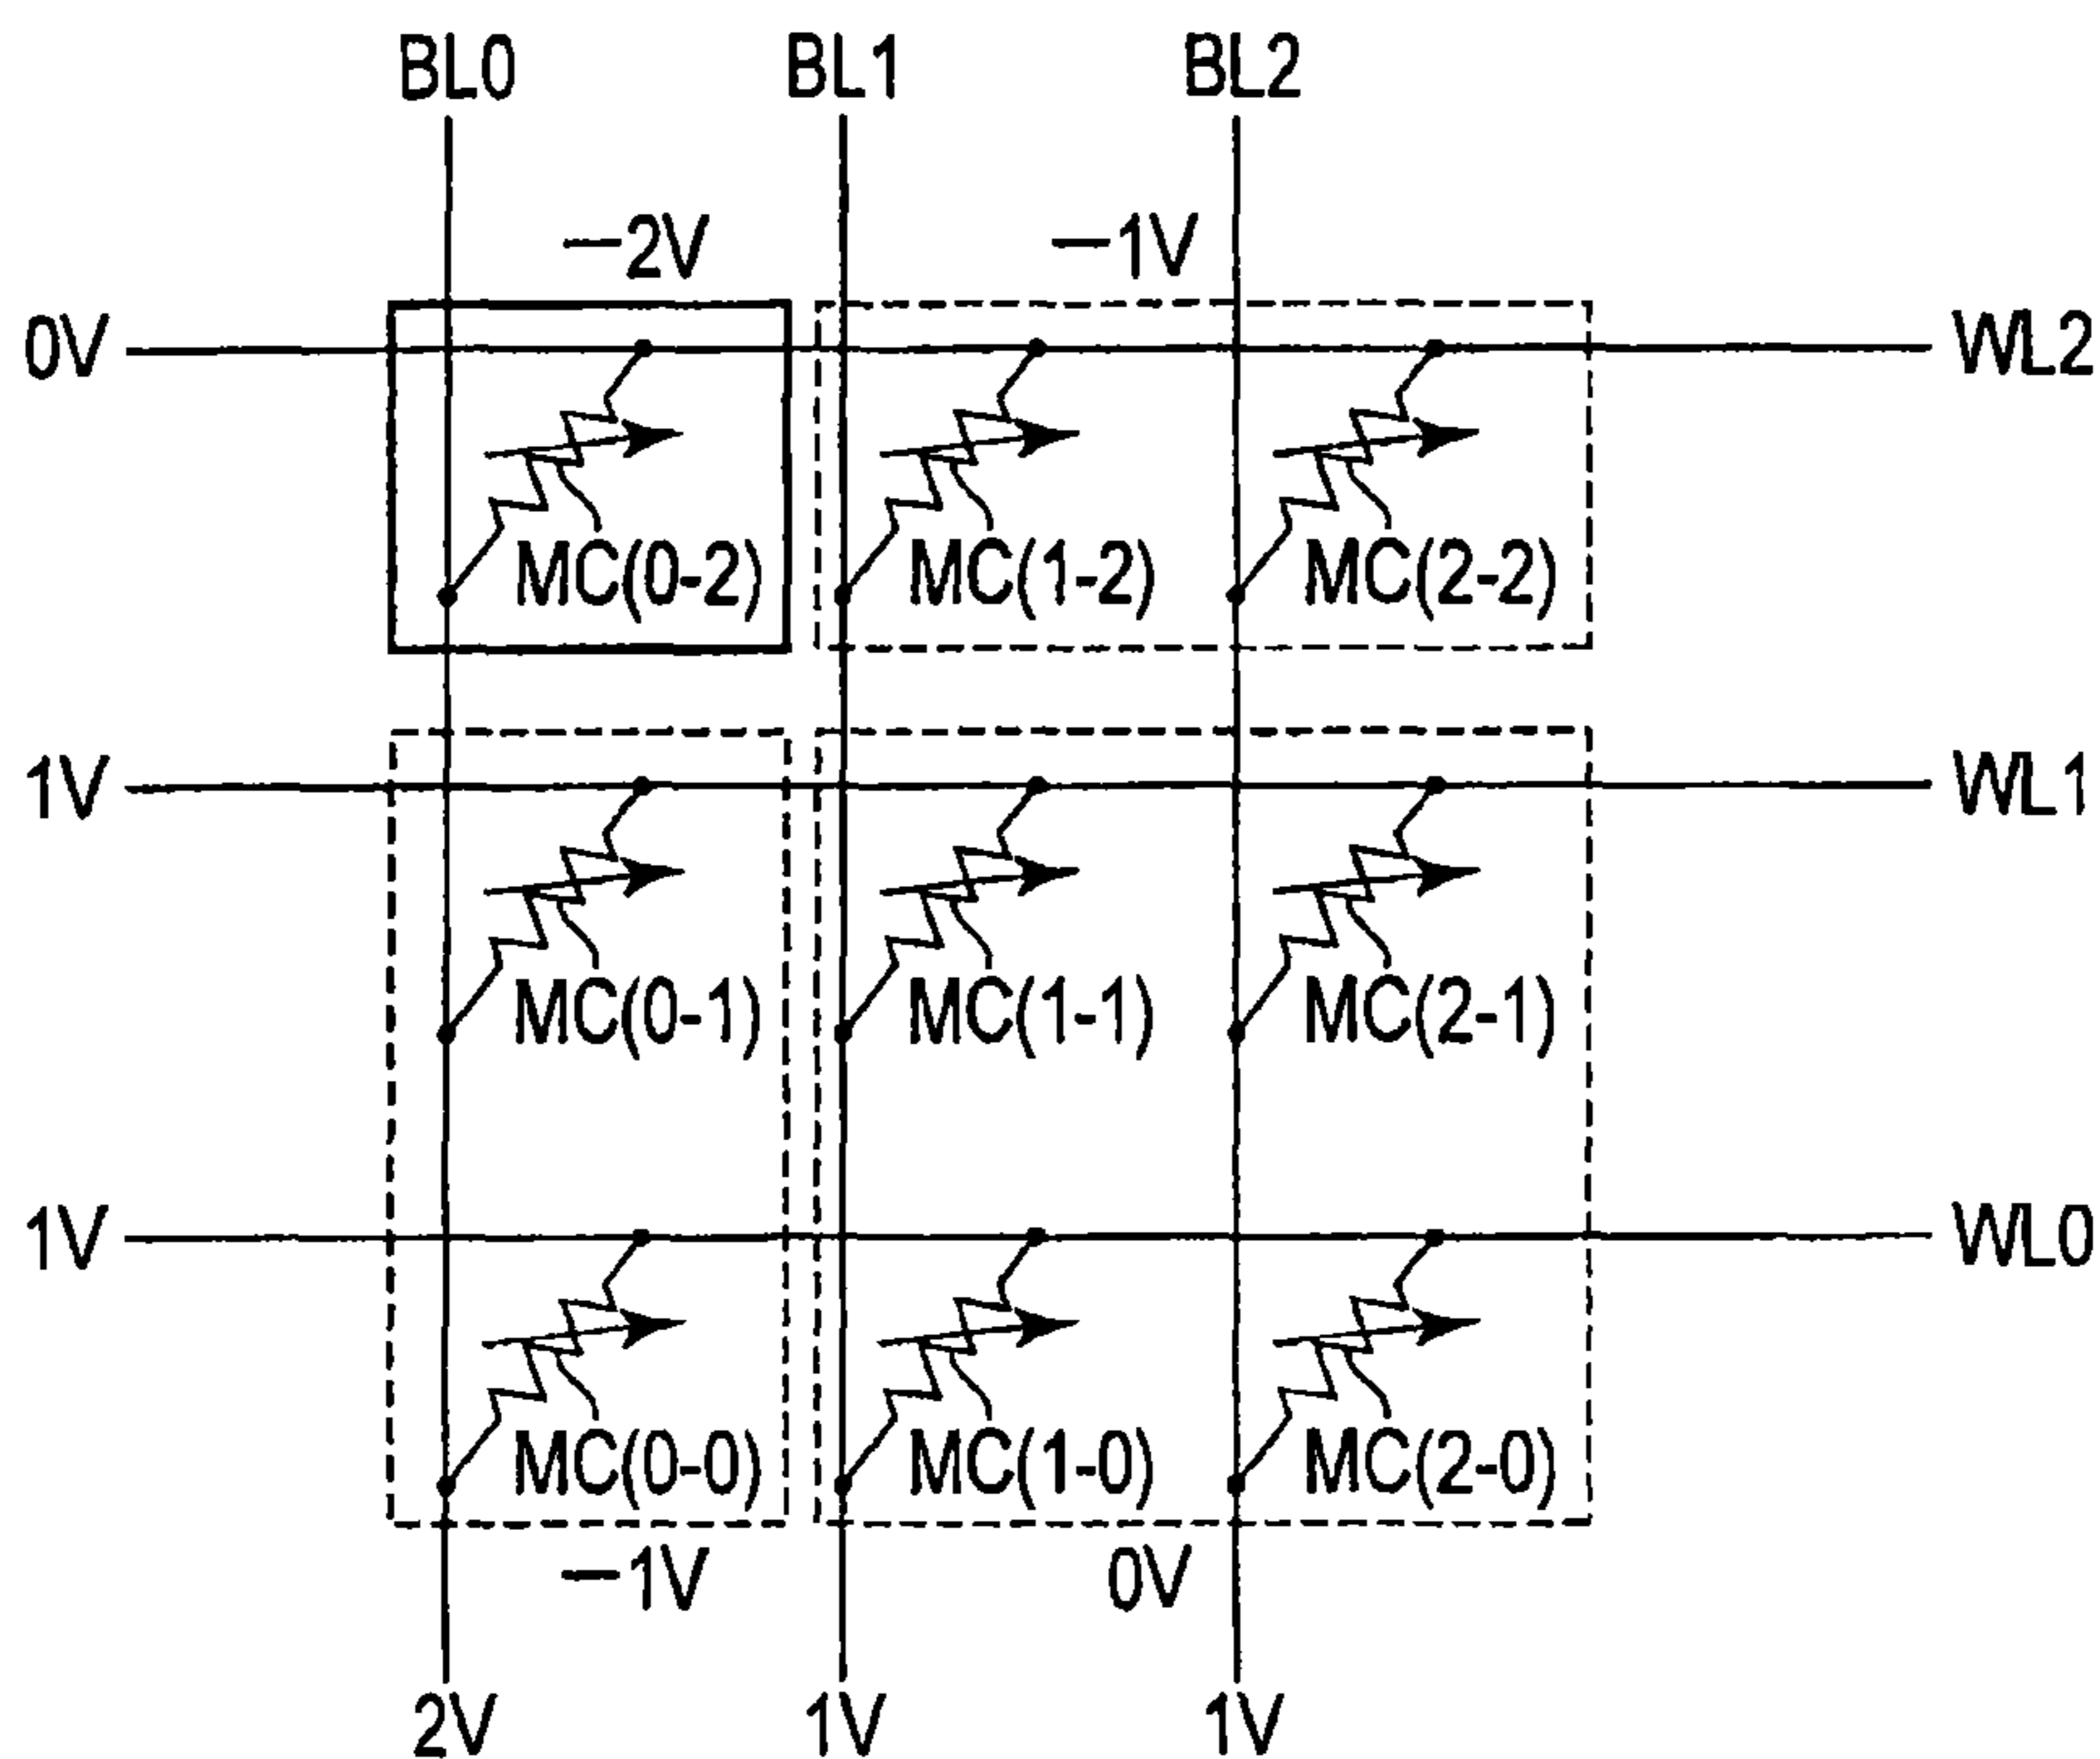 BL0 BL1 BL2
−2V −1V
0V WL2
MC(0-2) MC(1-2) MC(2-2)
1V WL1
MC(0-1) MC(1-1) MC(2-1)
1V WL0
MC(0-0) MC(1-0) MC(2-0)
−1V 0V
2V 1V 1V